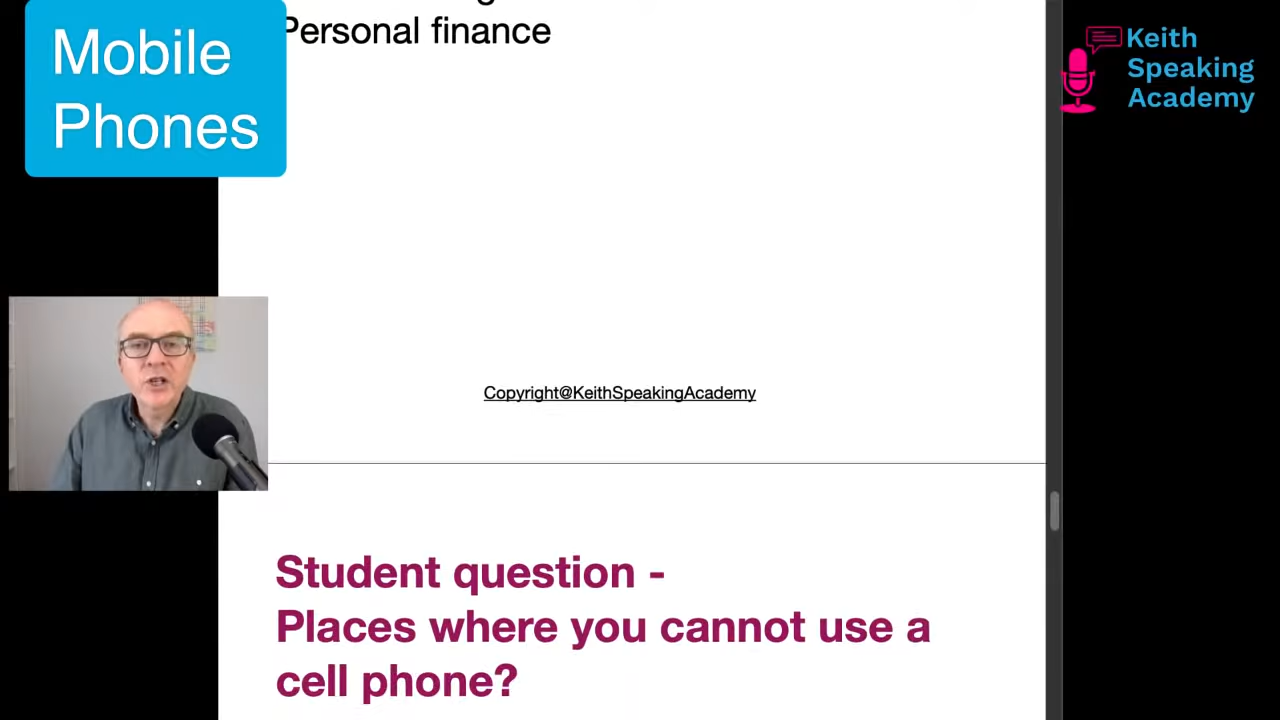 Mobile
Phones
Personal finance
Keith
Speaking
Academy
Copyright@KeithSpeakingAcademy
Student question -
Places where you cannot use a
cell phone?